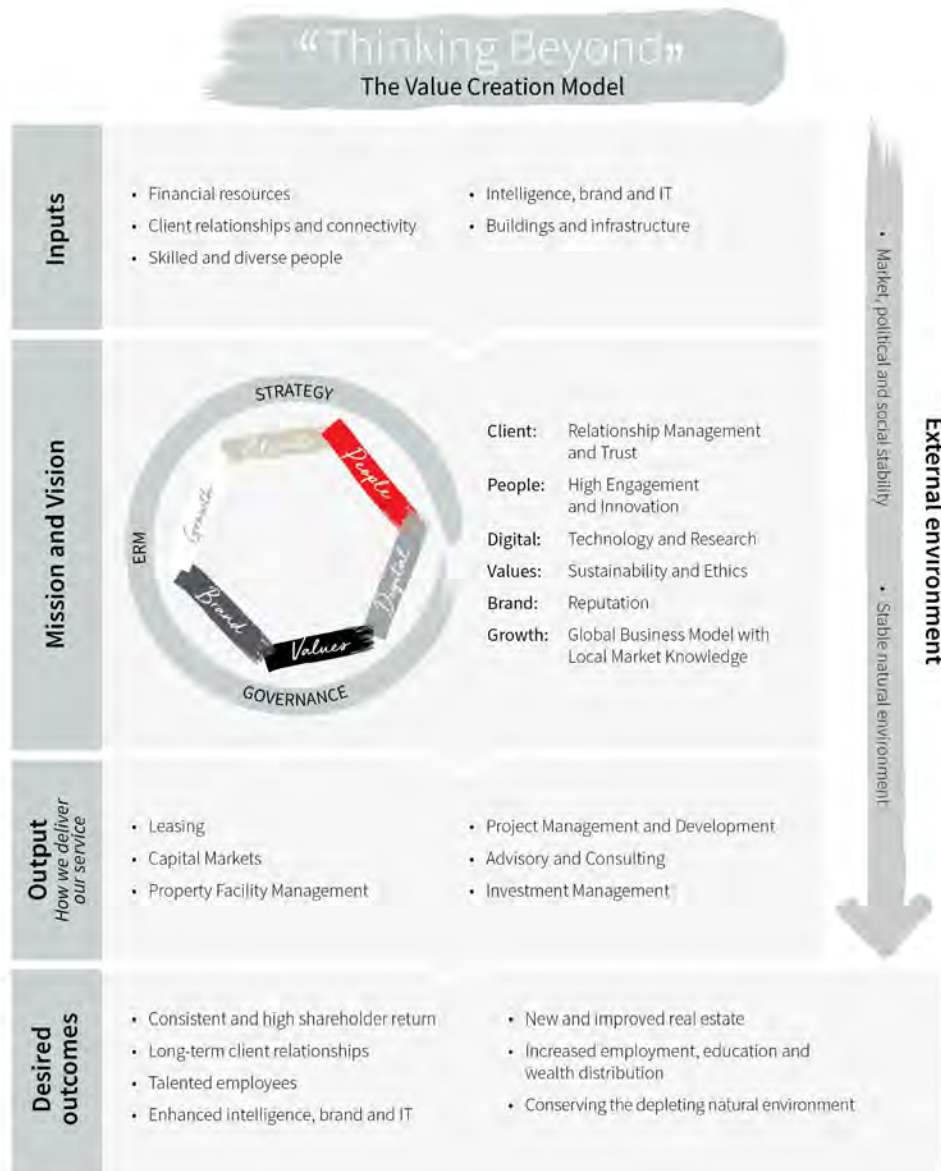 “Thinking Beyond”
The Value Creation Model
Inputs
• Financial resources
• Client relationships and connectivity
• Skilled and diverse people
• Intelligence, brand and IT
• Buildings and infrastructure
Mission and Vision
STRATEGY
People
Digital
Values
Brand
Growth
ERM
GOVERNANCE
Client: Relationship Management
and Trust
People: High Engagement
and Innovation
Digital: Technology and Research
Values: Sustainability and Ethics
Brand: Reputation
Growth: Global Business Model with
Local Market Knowledge
Output
How we deliver
our service
• Leasing
• Capital Markets
• Property Facility Management
• Project Management and Development
• Advisory and Consulting
• Investment Management
Desired
outcomes
• Consistent and high shareholder return
• Long-term client relationships
• Talented employees
• Enhanced intelligence, brand and IT
• New and improved real estate
• Increased employment, education and
wealth distribution
• Conserving the depleting natural environment
• Market, political and social stability
• Stable natural environment
External environment